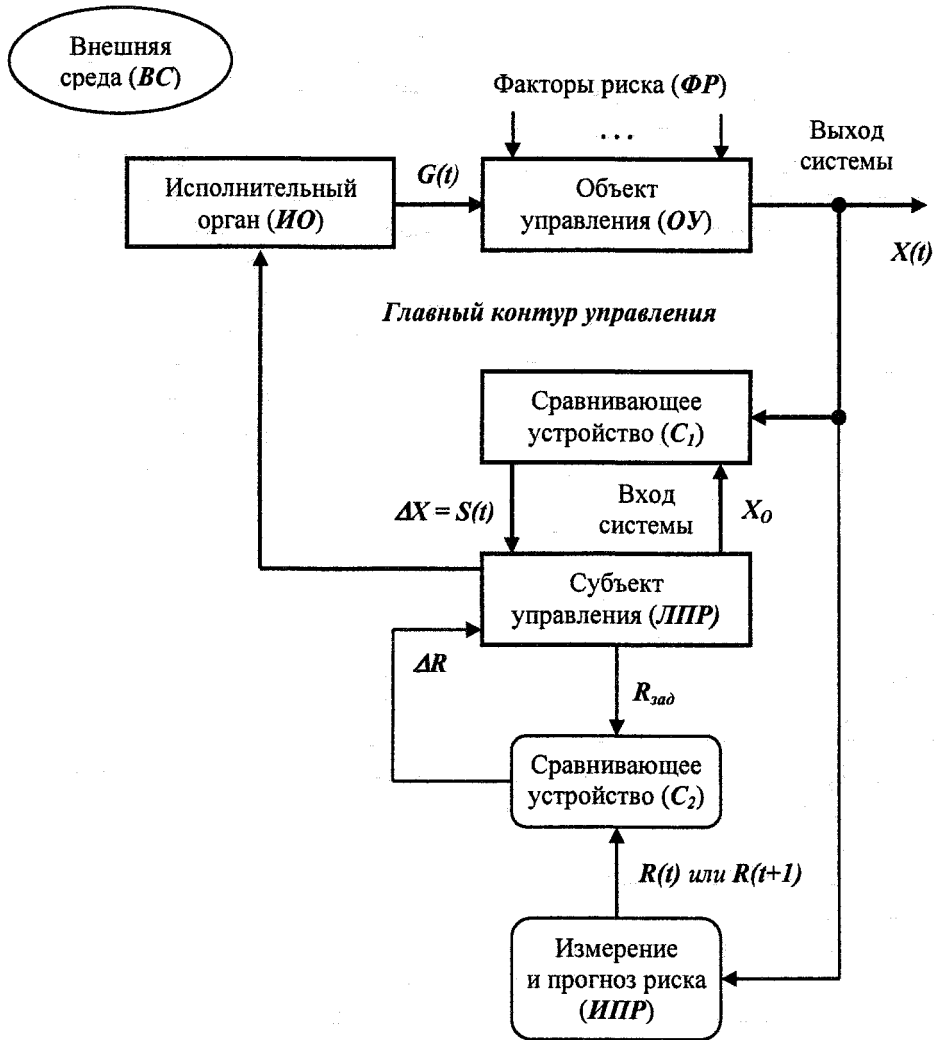 Внешняя
среда (ВС)
Факторы риска (ФР)
. . .
Выход
системы
Исполнительный
орган (ИО)
G(t)
Объект
управления (ОУ)
X(t)
Главный контур управления
Сравнивающее
устройство (C1)
ΔX = S(t)
Вход
системы
XO
Субъект
управления (ЛПР)
ΔR
Rзад
Сравнивающее
устройство (C2)
R(t) или R(t+1)
Измерение
и прогноз риска
(ИПР)